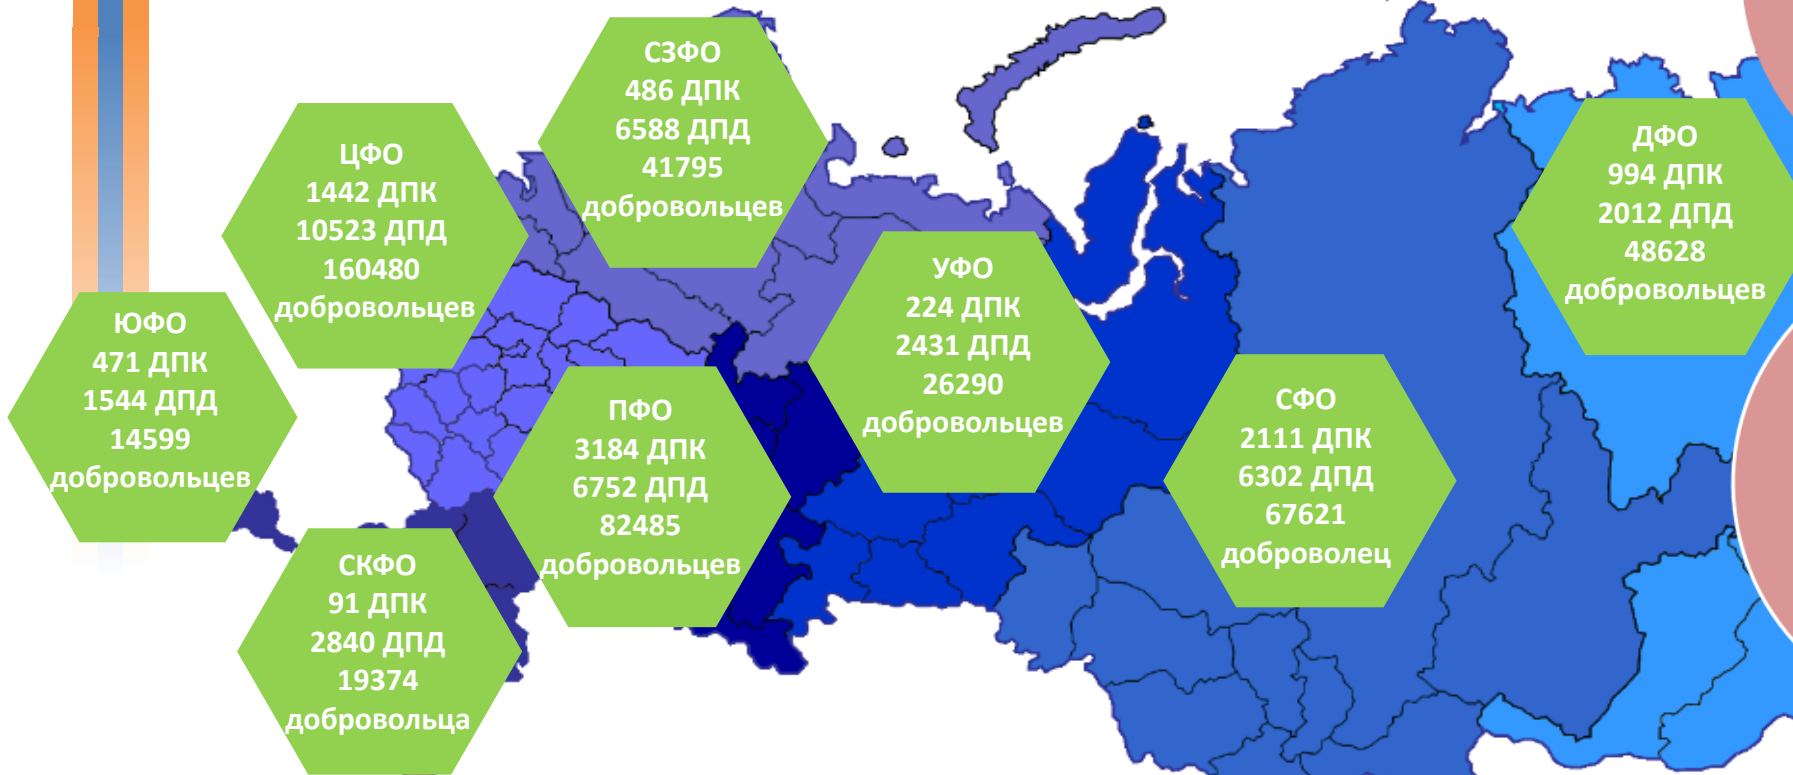 СЗФО
486 ДПК
6588 ДПД
41795
добровольцев
ЦФО
1442 ДПК
10523 ДПД
160480
добровольцев
ДФО
994 ДПК
2012 ДПД
48628
добровольцев
УФО
224 ДПК
2431 ДПД
26290
добровольцев
ЮФО
471 ДПК
1544 ДПД
14599
добровольцев
ПФО
3184 ДПК
6752 ДПД
82485
добровольцев
СФО
2111 ДПК
6302 ДПД
67621
доброволец
СКФО
91 ДПК
2840 ДПД
19374
добровольца